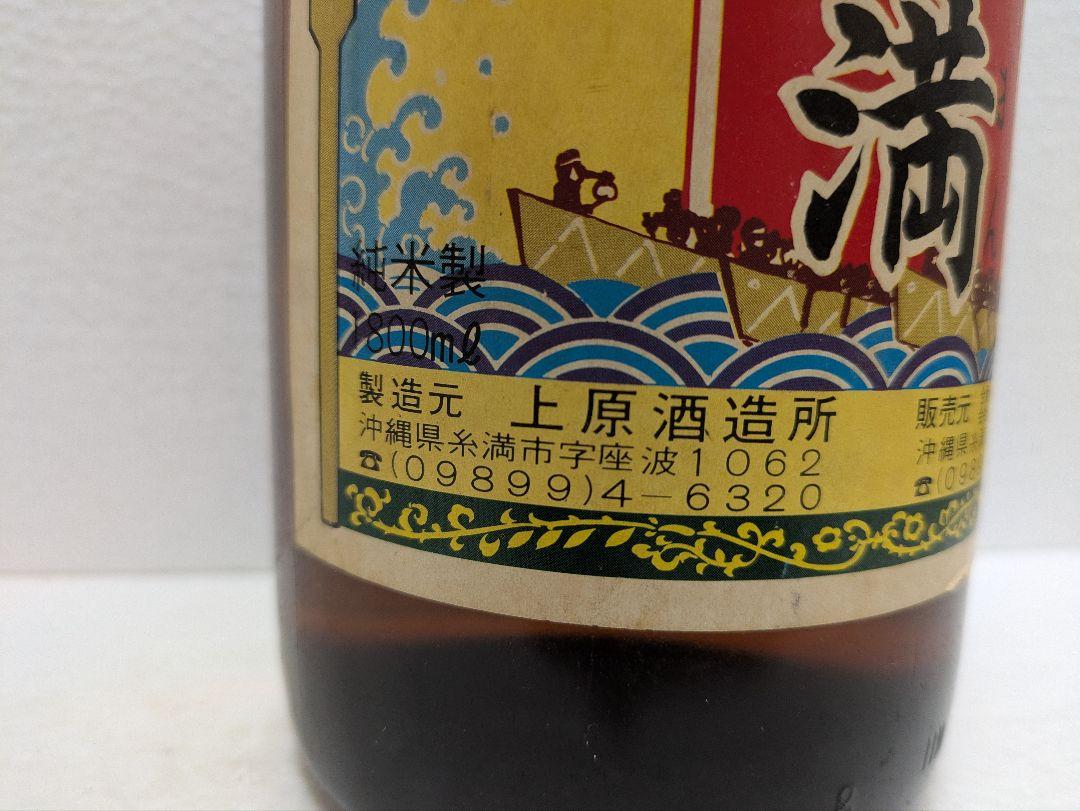 満
純米製
1800mℓ
製造元 上原酒造所
沖縄県糸満市字座波1062
☎(09899)4-6320
販売元
沖縄県糸
☎(098